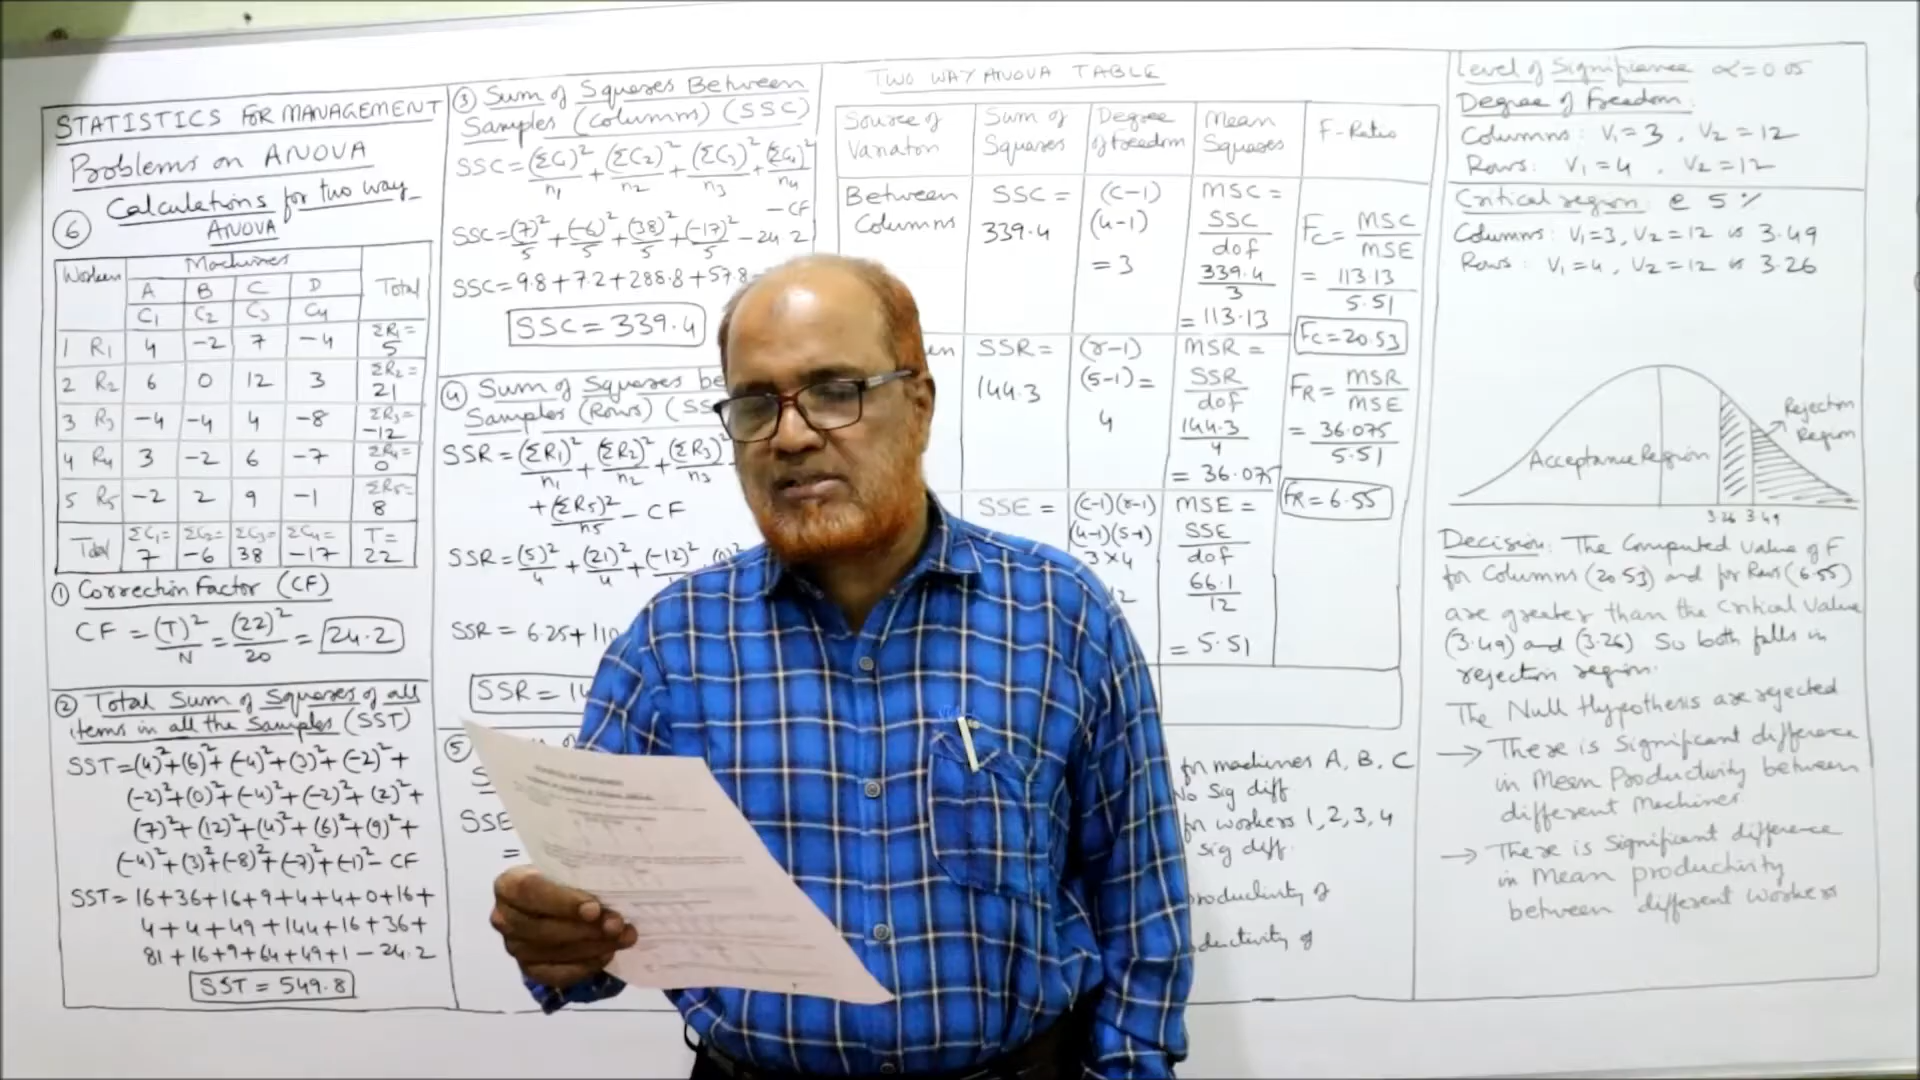 STATISTICS FOR MANAGEMENT
Problems on ANOVA
⑥ Calculations for two way
ANOVA
Workers Machines Total
A B C D
C1 C2 C3 C4
1 R1 4 -2 7 -4 ΣR1= 5
2 R2 6 0 12 3 ΣR2= 21
3 R3 -4 -4 4 -8 ΣR3= -12
4 R4 3 -2 6 -7 ΣR4= 0
5 R5 -2 2 9 -1 ΣR5= 8
Total ΣC1= 7 ΣC2= -6 ΣC3= 38 ΣC4= -17 T= 22
① Correction Factor (CF)
CF = (T)²/N = (22)²/20 = 24.2
② Total Sum of Squares of all
items in all the Samples (SST)
SST=(4)²+(6)²+(-4)²+(3)²+(-2)²+
(-2)²+(0)²+(-4)²+(-2)²+(2)²+
(7)²+(12)²+(4)²+(6)²+(9)²+
(-4)²+(3)²+(-8)²+(-7)²+(-1)²- CF
SST= 16+36+16+9+4+4+0+16+
4+4+49+144+16+36+
81+16+9+64+49+1-24.2
SST = 549.8
③ Sum of Squares Between
Samples (Columns) (SSC)
SSC=(ΣC1)²/n1+(ΣC2)²/n2+(ΣC3)²/n3+(ΣC4)²/n4
-CF
SSC=(7)²/5+(-6)²/5+(38)²/5+(-17)²/5-24.2
SSC=9.8+7.2+288.8+57.8
SSC = 339.4
④ Sum of Squares be
Samples (Rows) (SS
SSR = (ΣR1)²/n1+(ΣR2)²/n2+(ΣR3)²/n3
+(ΣR5)²/n5 - CF
SSR = (5)²/4+(21)²/4+(-12)²
SSR = 6.25+110
SSR = 14
⑤
SSE
=
TWO WAY ANOVA TABLE
Source of Variation Sum of Squares Degree of freedom Mean Squares F-Ratio
Between Columns SSC = 339.4 (c-1) (4-1) =3 MSC = SSC/dof 339.4/3 = 113.13 FC = MSC/MSE = 113.13/5.51 FC=20.53
en SSR = 144.3 (r-1) (5-1)= 4 MSR = SSR/dof 144.3/4 = 36.075 FR = MSR/MSE = 36.075/5.51 FR = 6.55
SSE = (c-1)(r-1) (4-1)(5-1) 3x4 12 MSE = SSE/dof 66.1/12 = 5.51
for machines A, B, C
No Sig diff
for workers 1, 2, 3, 4
Sig diff.
productivity of
ductivity of
Level of Significance α=0.05
Degree of freedom:
Columns: V1=3, V2=12
Rows: V1=4, V2=12
Critical region: @ 5%
Columns: V1=3, V2=12 is 3.49
Rows: V1=4, V2=12 is 3.26
Acceptance Region
Rejection
Region
3.26 3.49
Decision: The Computed value of F
for Columns (20.53) and for Rows (6.55)
are greater than the Critical Value
(3.49) and (3.26) So both falls in
rejection region.
The Null Hypothesis are rejected
→ There is Significant difference
in Mean Productivity between
different Machines
→ There is Significant difference
in Mean productivity
between different workers